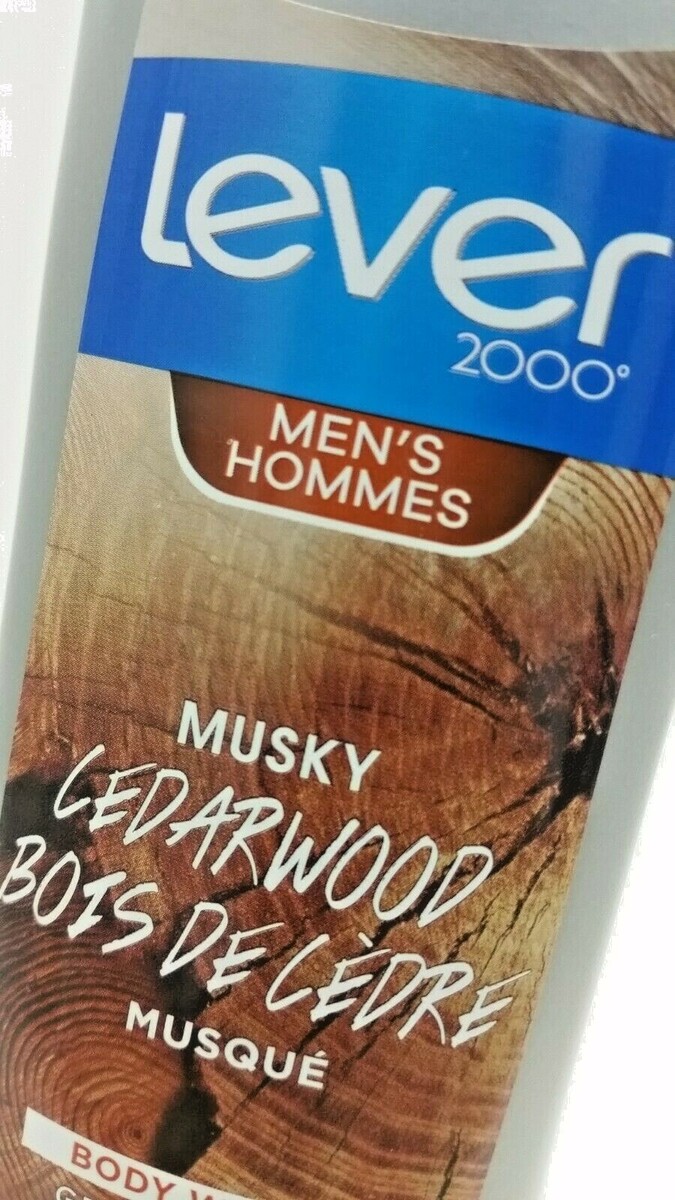 lever
2000°
MEN'S
HOMMES
MUSKY
CEDARWOOD
BOIS DE CÈDRE
MUSQUÉ
BODY